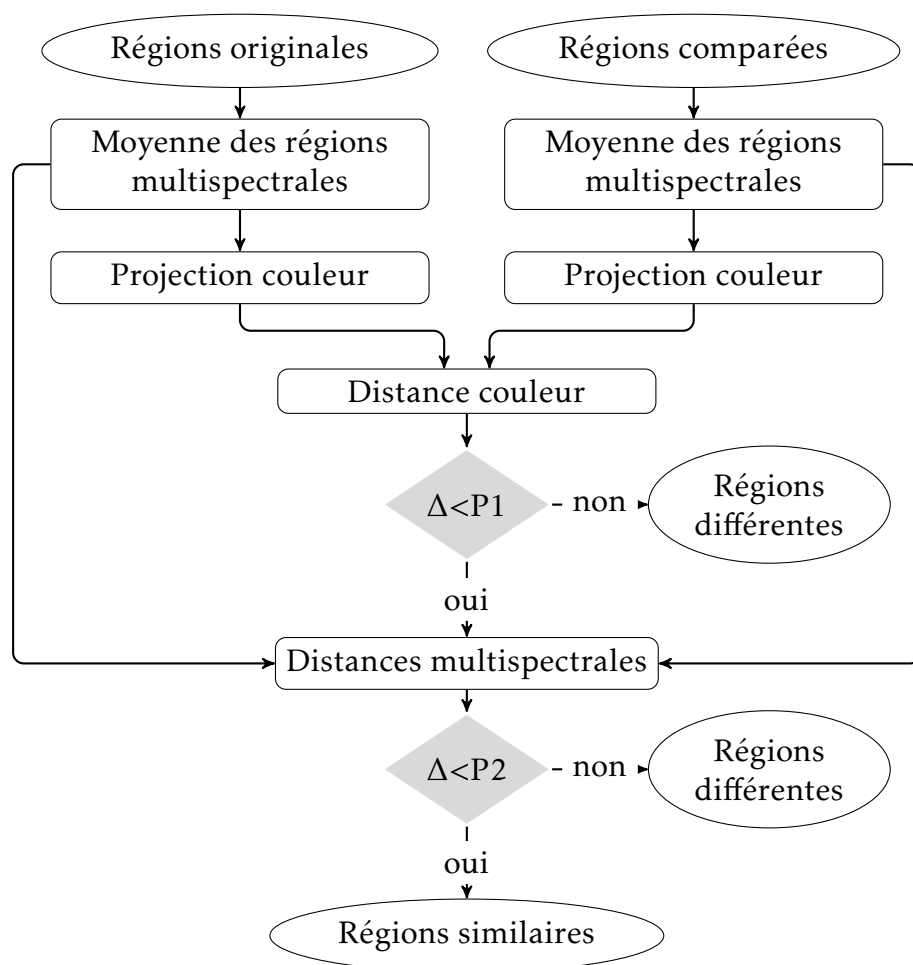 Régions originales
Régions comparées
Moyenne des régions
multispectrales
Moyenne des régions
multispectrales
Projection couleur
Projection couleur
Distance couleur
Δ<P1
non
Régions
différentes
oui
Distances multispectrales
Δ<P2
non
Régions
différentes
oui
Régions similaires